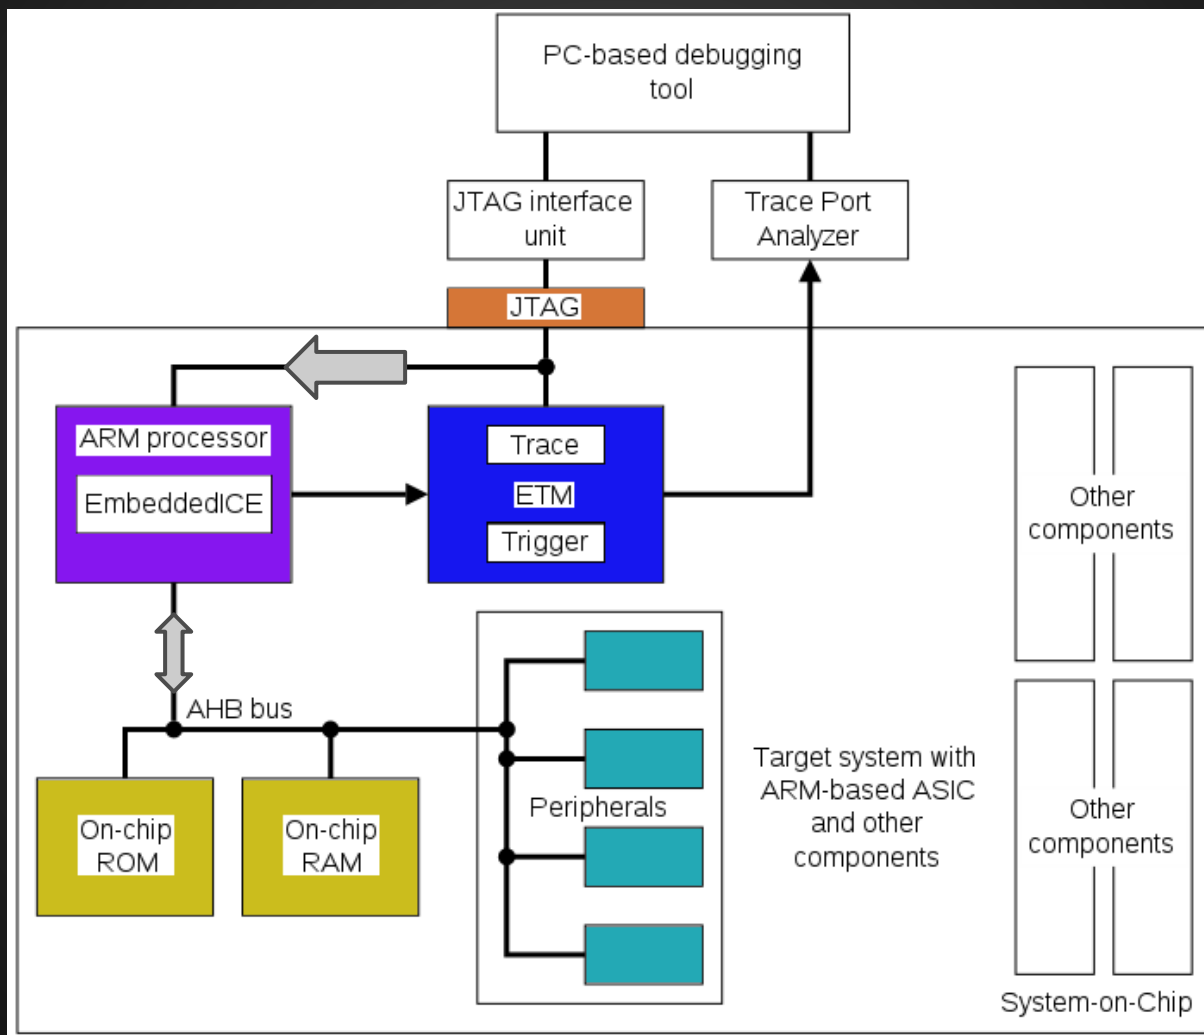 PC-based debugging
tool
JTAG interface
unit
Trace Port
Analyzer
JTAG
ARM processor
EmbeddedICE
Trace
ETM
Trigger
Other
components
AHB bus
On-chip
ROM
On-chip
RAM
Peripherals
Target system with
ARM-based ASIC
and other
components
Other
components
System-on-Chip